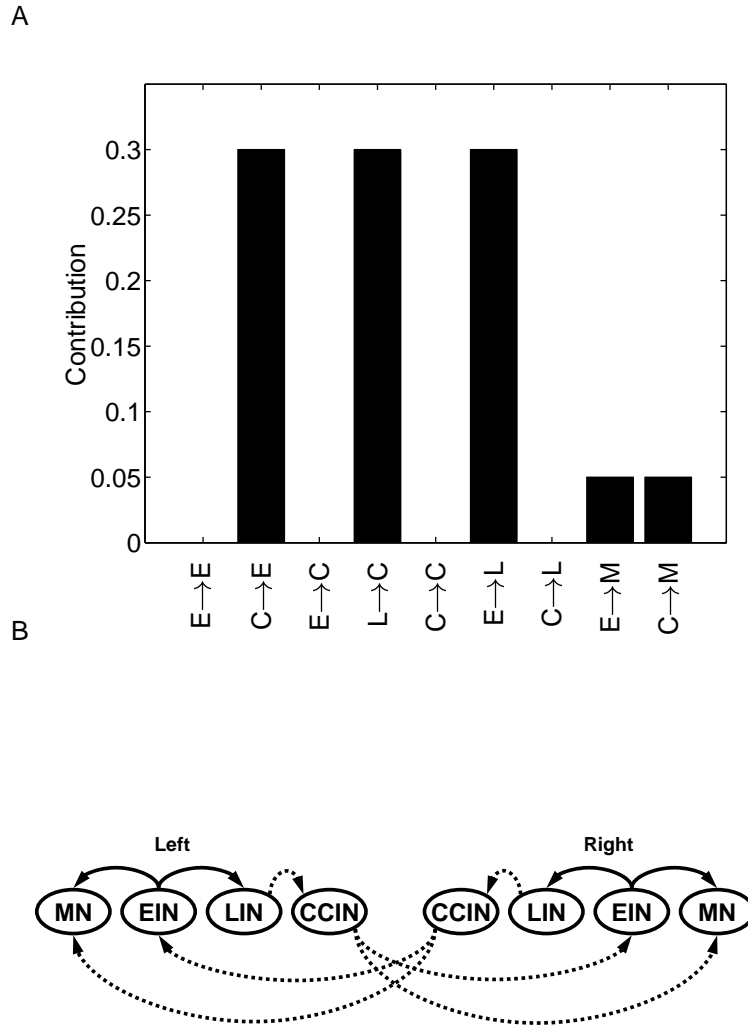 A
Contribution
0.3
0.25
0.2
0.15
0.1
0.05
0
E→E
C→E
E→C
L→C
C→C
E→L
C→L
E→M
C→M
B
Left Right
MN EIN LIN CCIN CCIN LIN EIN MN